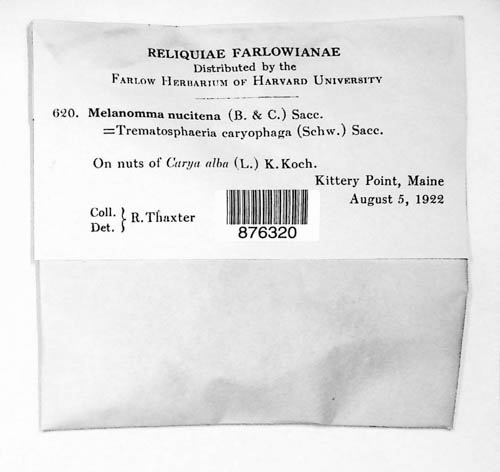 RELIQUIAE FARLOWIANAE
Distributed by the
FARLOW HERBARIUM OF HARVARD UNIVERSITY
620. Melanomma nucitena (B. & C.) Sacc.
=Trematosphaeria caryophaga (Schw.) Sacc.
On nuts of Carya alba (L.) K.Koch.
Kittery Point, Maine
August 5, 1922
Coll. } R. Thaxter
Det.
876320